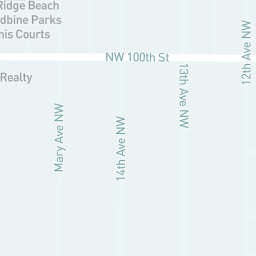 Ridge Beach
dbine Parks
nis Courts
NW 100th St
12th Ave NW
Realty
13th Ave NW
Mary Ave NW
14th Ave NW